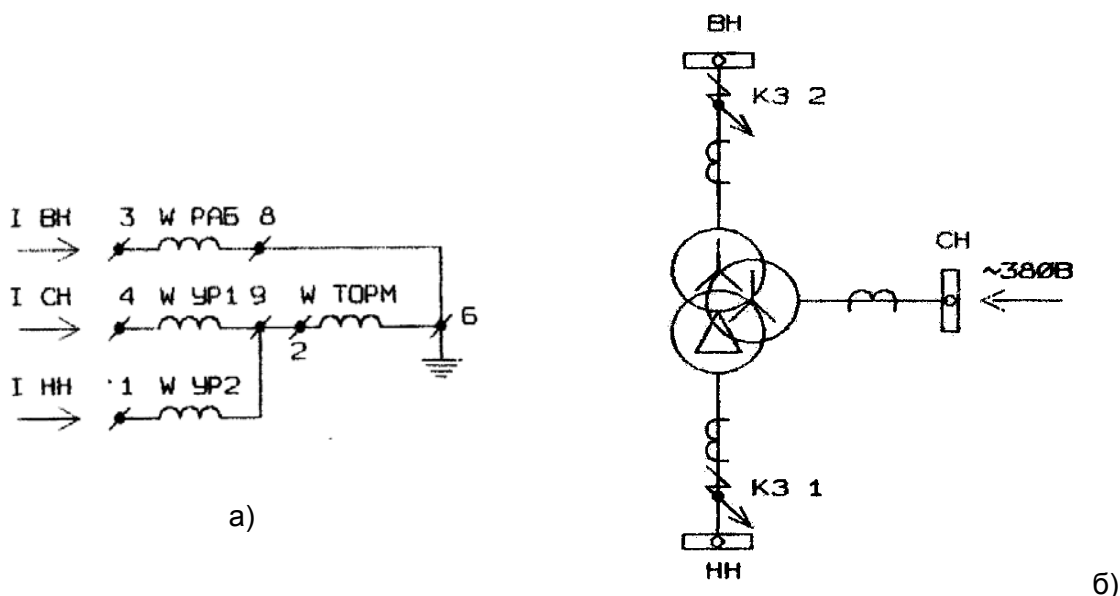 I ВН 3 W РАБ 8
I СН 4 W УР1 9 W ТОРМ
2
Б
I НН 1 W УР2
а)
ВН
КЗ 2
СН
~380В
КЗ 1
НН
б)